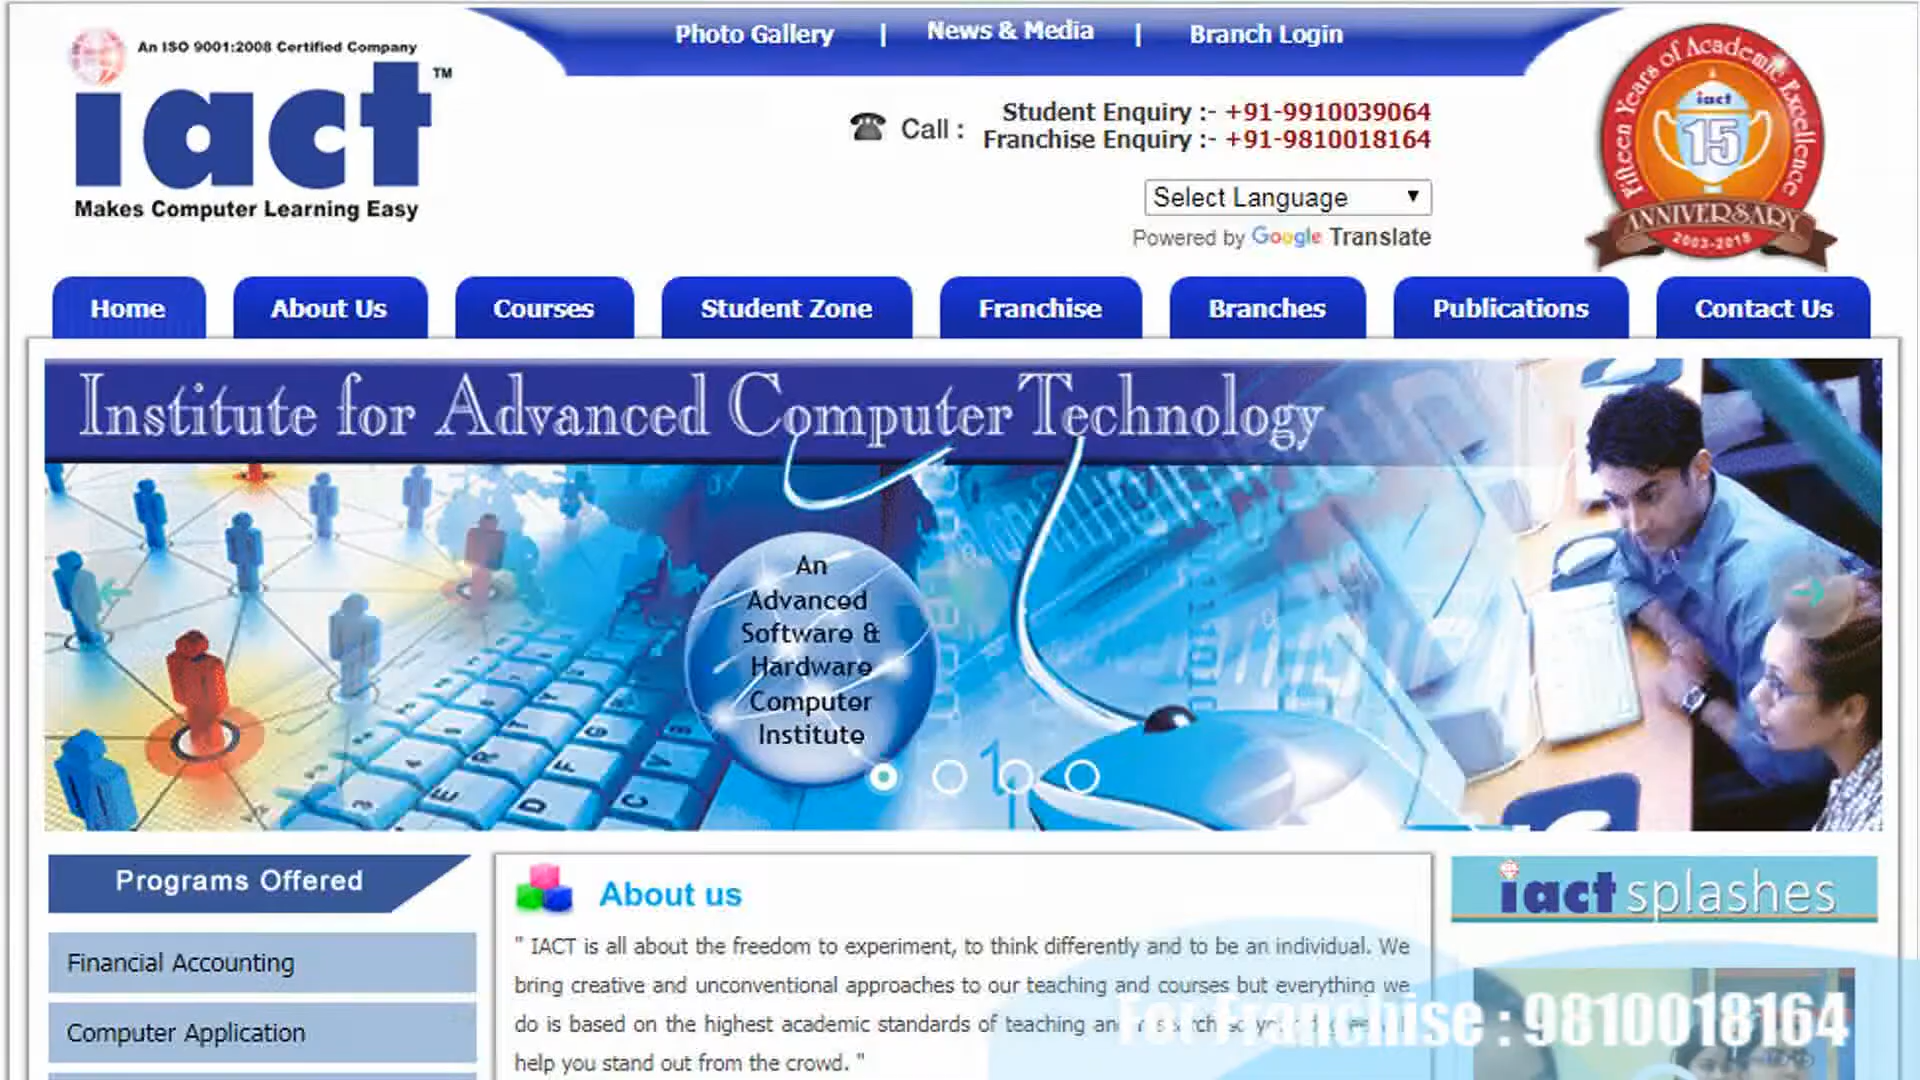 Photo Gallery | News & Media | Branch Login
An ISO 9001:2008 Certified Company
iact TM
Makes Computer Learning Easy
Call :
Student Enquiry :- +91-9910039064
Franchise Enquiry :- +91-9810018164
Select Language
Powered by Google Translate
Fifteen Years of Academic Excellence
iact
15
ANNIVERSARY
2003-2018
Home
About Us
Courses
Student Zone
Franchise
Branches
Publications
Contact Us
Institute for Advanced Computer Technology
An
Advanced
Software &
Hardware
Computer
Institute
Programs Offered
Financial Accounting
Computer Application
About us
" IACT is all about the freedom to experiment, to think differently and to be an individual. We
bring creative and unconventional approaches to our teaching and courses but everything we
do is based on the highest academic standards of teaching
help you stand out from the crowd. "
iact splashes
For Franchise : 9810018164